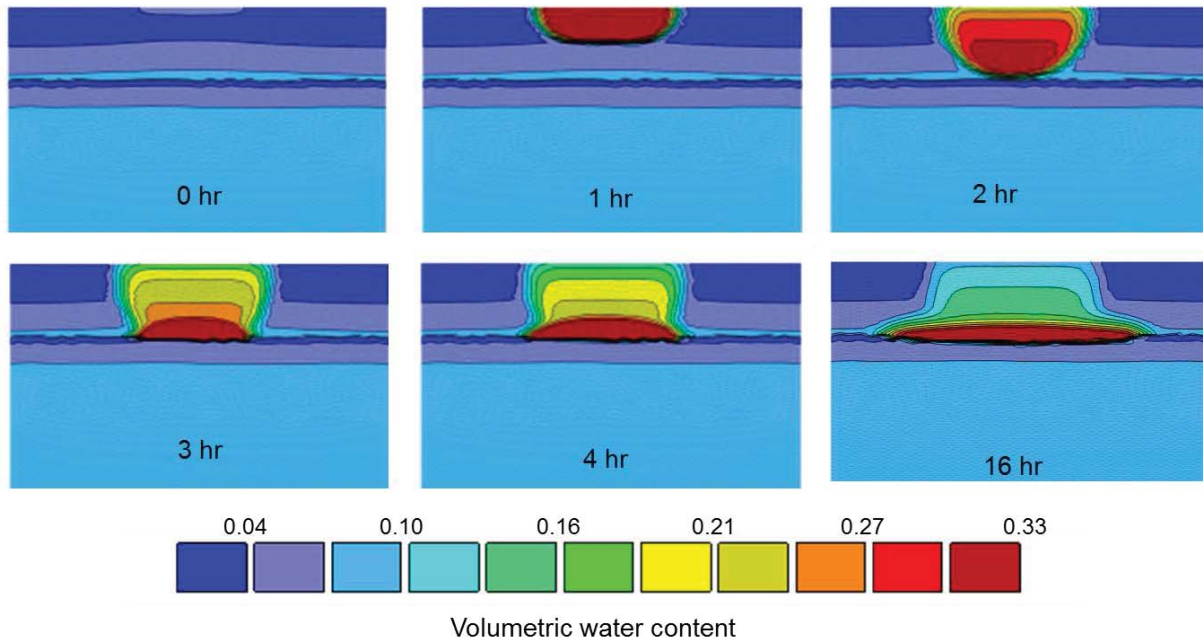 0 hr
1 hr
2 hr
3 hr
4 hr
16 hr
0.04 0.10 0.16 0.21 0.27 0.33
Volumetric water content